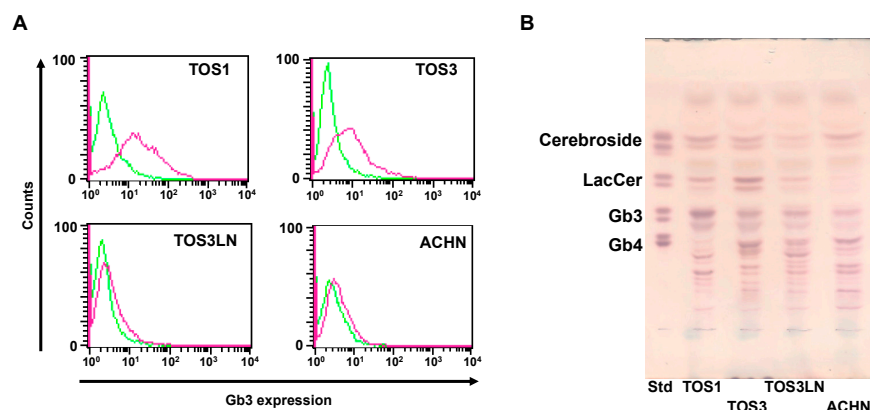 A
B
100
0
TOS1
10⁰ 10¹ 10² 10³ 10⁴
100
0
TOS3
10⁰ 10¹ 10² 10³ 10⁴
Counts
100
0
TOS3LN
10⁰ 10¹ 10² 10³ 10⁴
100
0
ACHN
10⁰ 10¹ 10² 10³ 10⁴
Gb3 expression
Cerebroside
LacCer
Gb3
Gb4
Std TOS1 TOS3LN
TOS3 ACHN